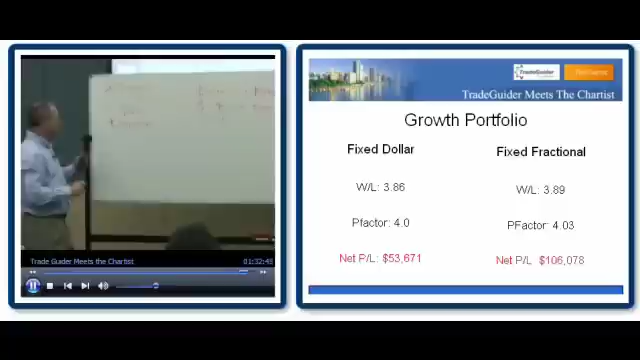 Trade Guider Meets the Chartist
01:32:45
TradeGuider
TradeGuider Meets The Chartist
Growth Portfolio
Fixed Dollar
Fixed Fractional
W/L: 3.86
W/L: 3.89
Pfactor: 4.0
PFactor: 4.03
Net P/L: $53,671
Net P/L $106,078